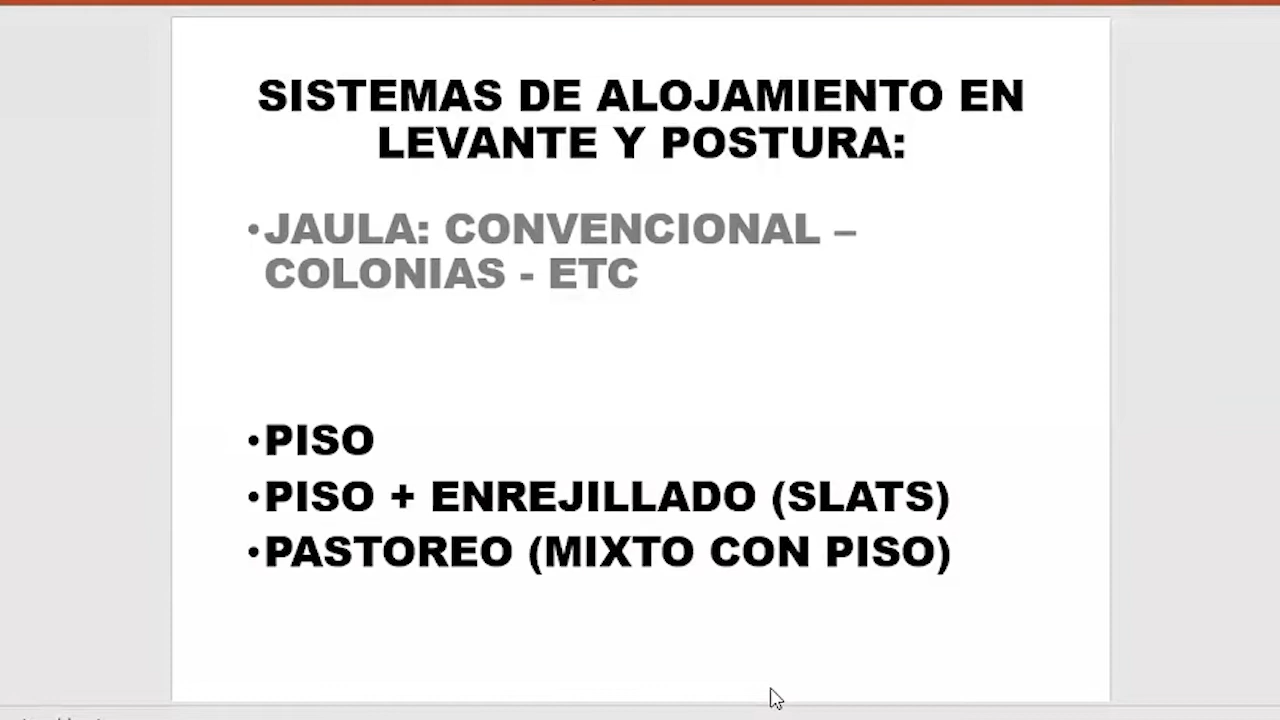 SISTEMAS DE ALOJAMIENTO EN
LEVANTE Y POSTURA:
•JAULA: CONVENCIONAL –
COLONIAS - ETC
•PISO
•PISO + ENREJILLADO (SLATS)
•PASTOREO (MIXTO CON PISO)